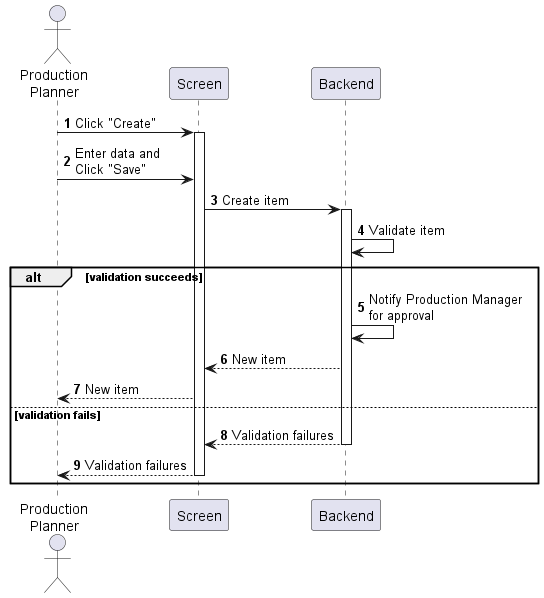 Production
Planner
Screen
Backend
1 Click "Create"
2 Enter data and
Click "Save"
3 Create item
4 Validate item
alt [validation succeeds]
5 Notify Production Manager
for approval
6 New item
7 New item
[validation fails]
8 Validation failures
9 Validation failures
Production
Planner
Screen
Backend